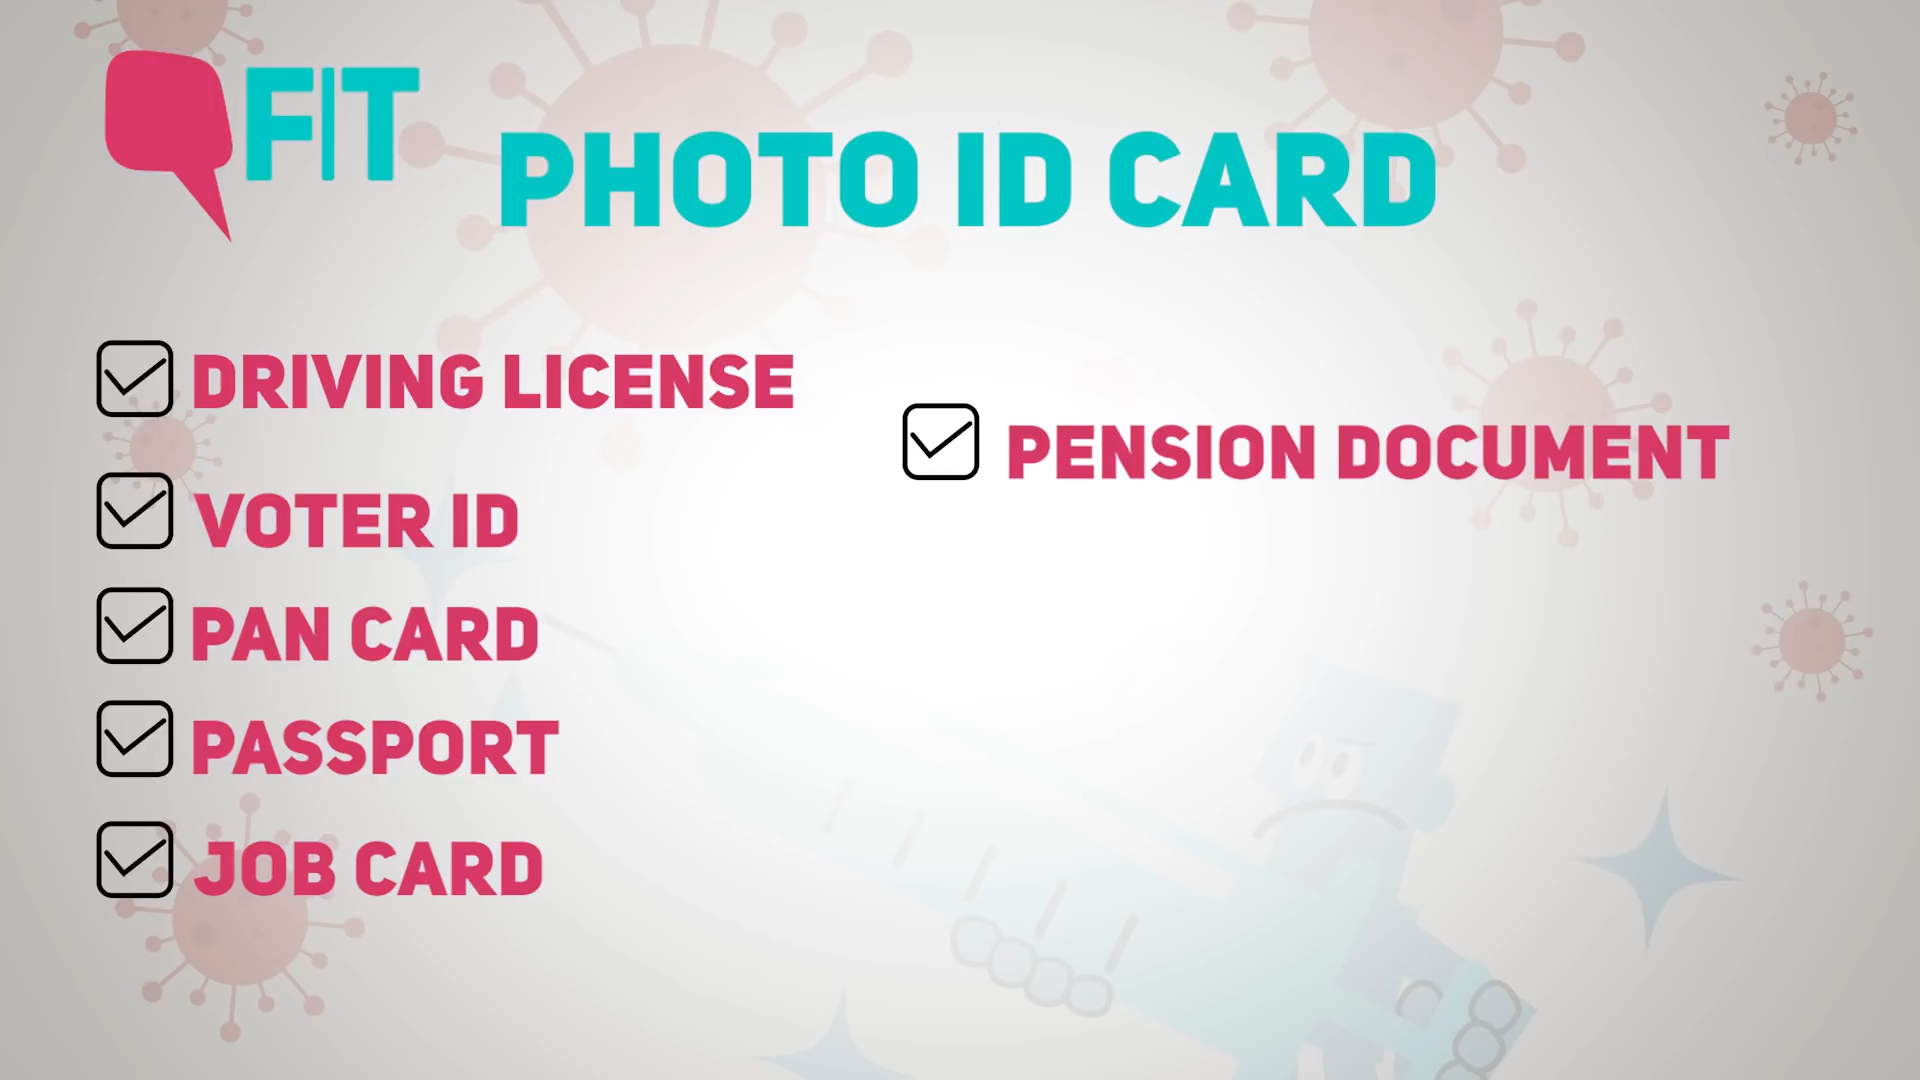 FIT
PHOTO ID CARD
DRIVING LICENSE
VOTER ID
PAN CARD
PASSPORT
JOB CARD
PENSION DOCUMENT